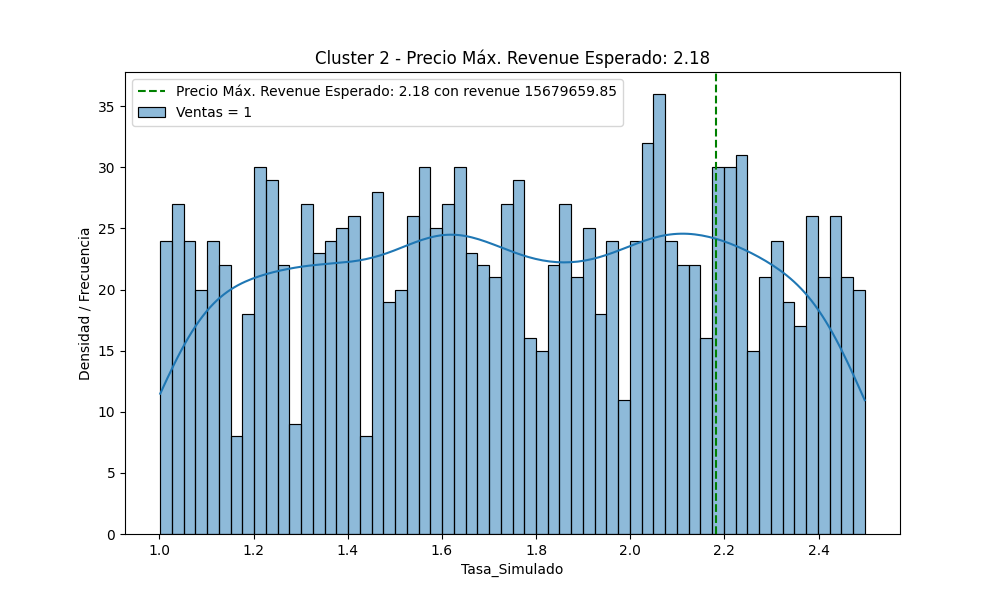 Cluster 2 - Precio Máx. Revenue Esperado: 2.18
Precio Máx. Revenue Esperado: 2.18 con revenue 15679659.85
Ventas = 1
Densidad / Frecuencia
35
30
25
20
15
10
5
0
1.0 1.2 1.4 1.6 1.8 2.0 2.2 2.4
Tasa_Simulado